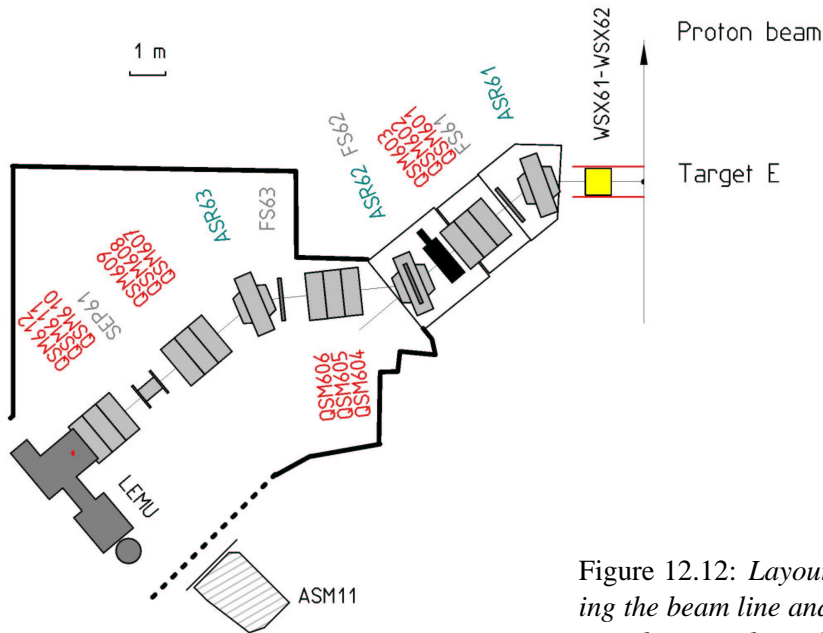 Proton beam
WSX61-WSX62
1 m
Target E
ASR61
FS61
QSM601
QSM602
QSM603
FS62
ASR62
FS63
ASR63
QSM604
QSM605
QSM606
QSM607
QSM608
QSM609
SEP61
QSM610
QSM611
QSM612
LEMU
ASM11
Figure 12.12: Layou
ing the beam line and